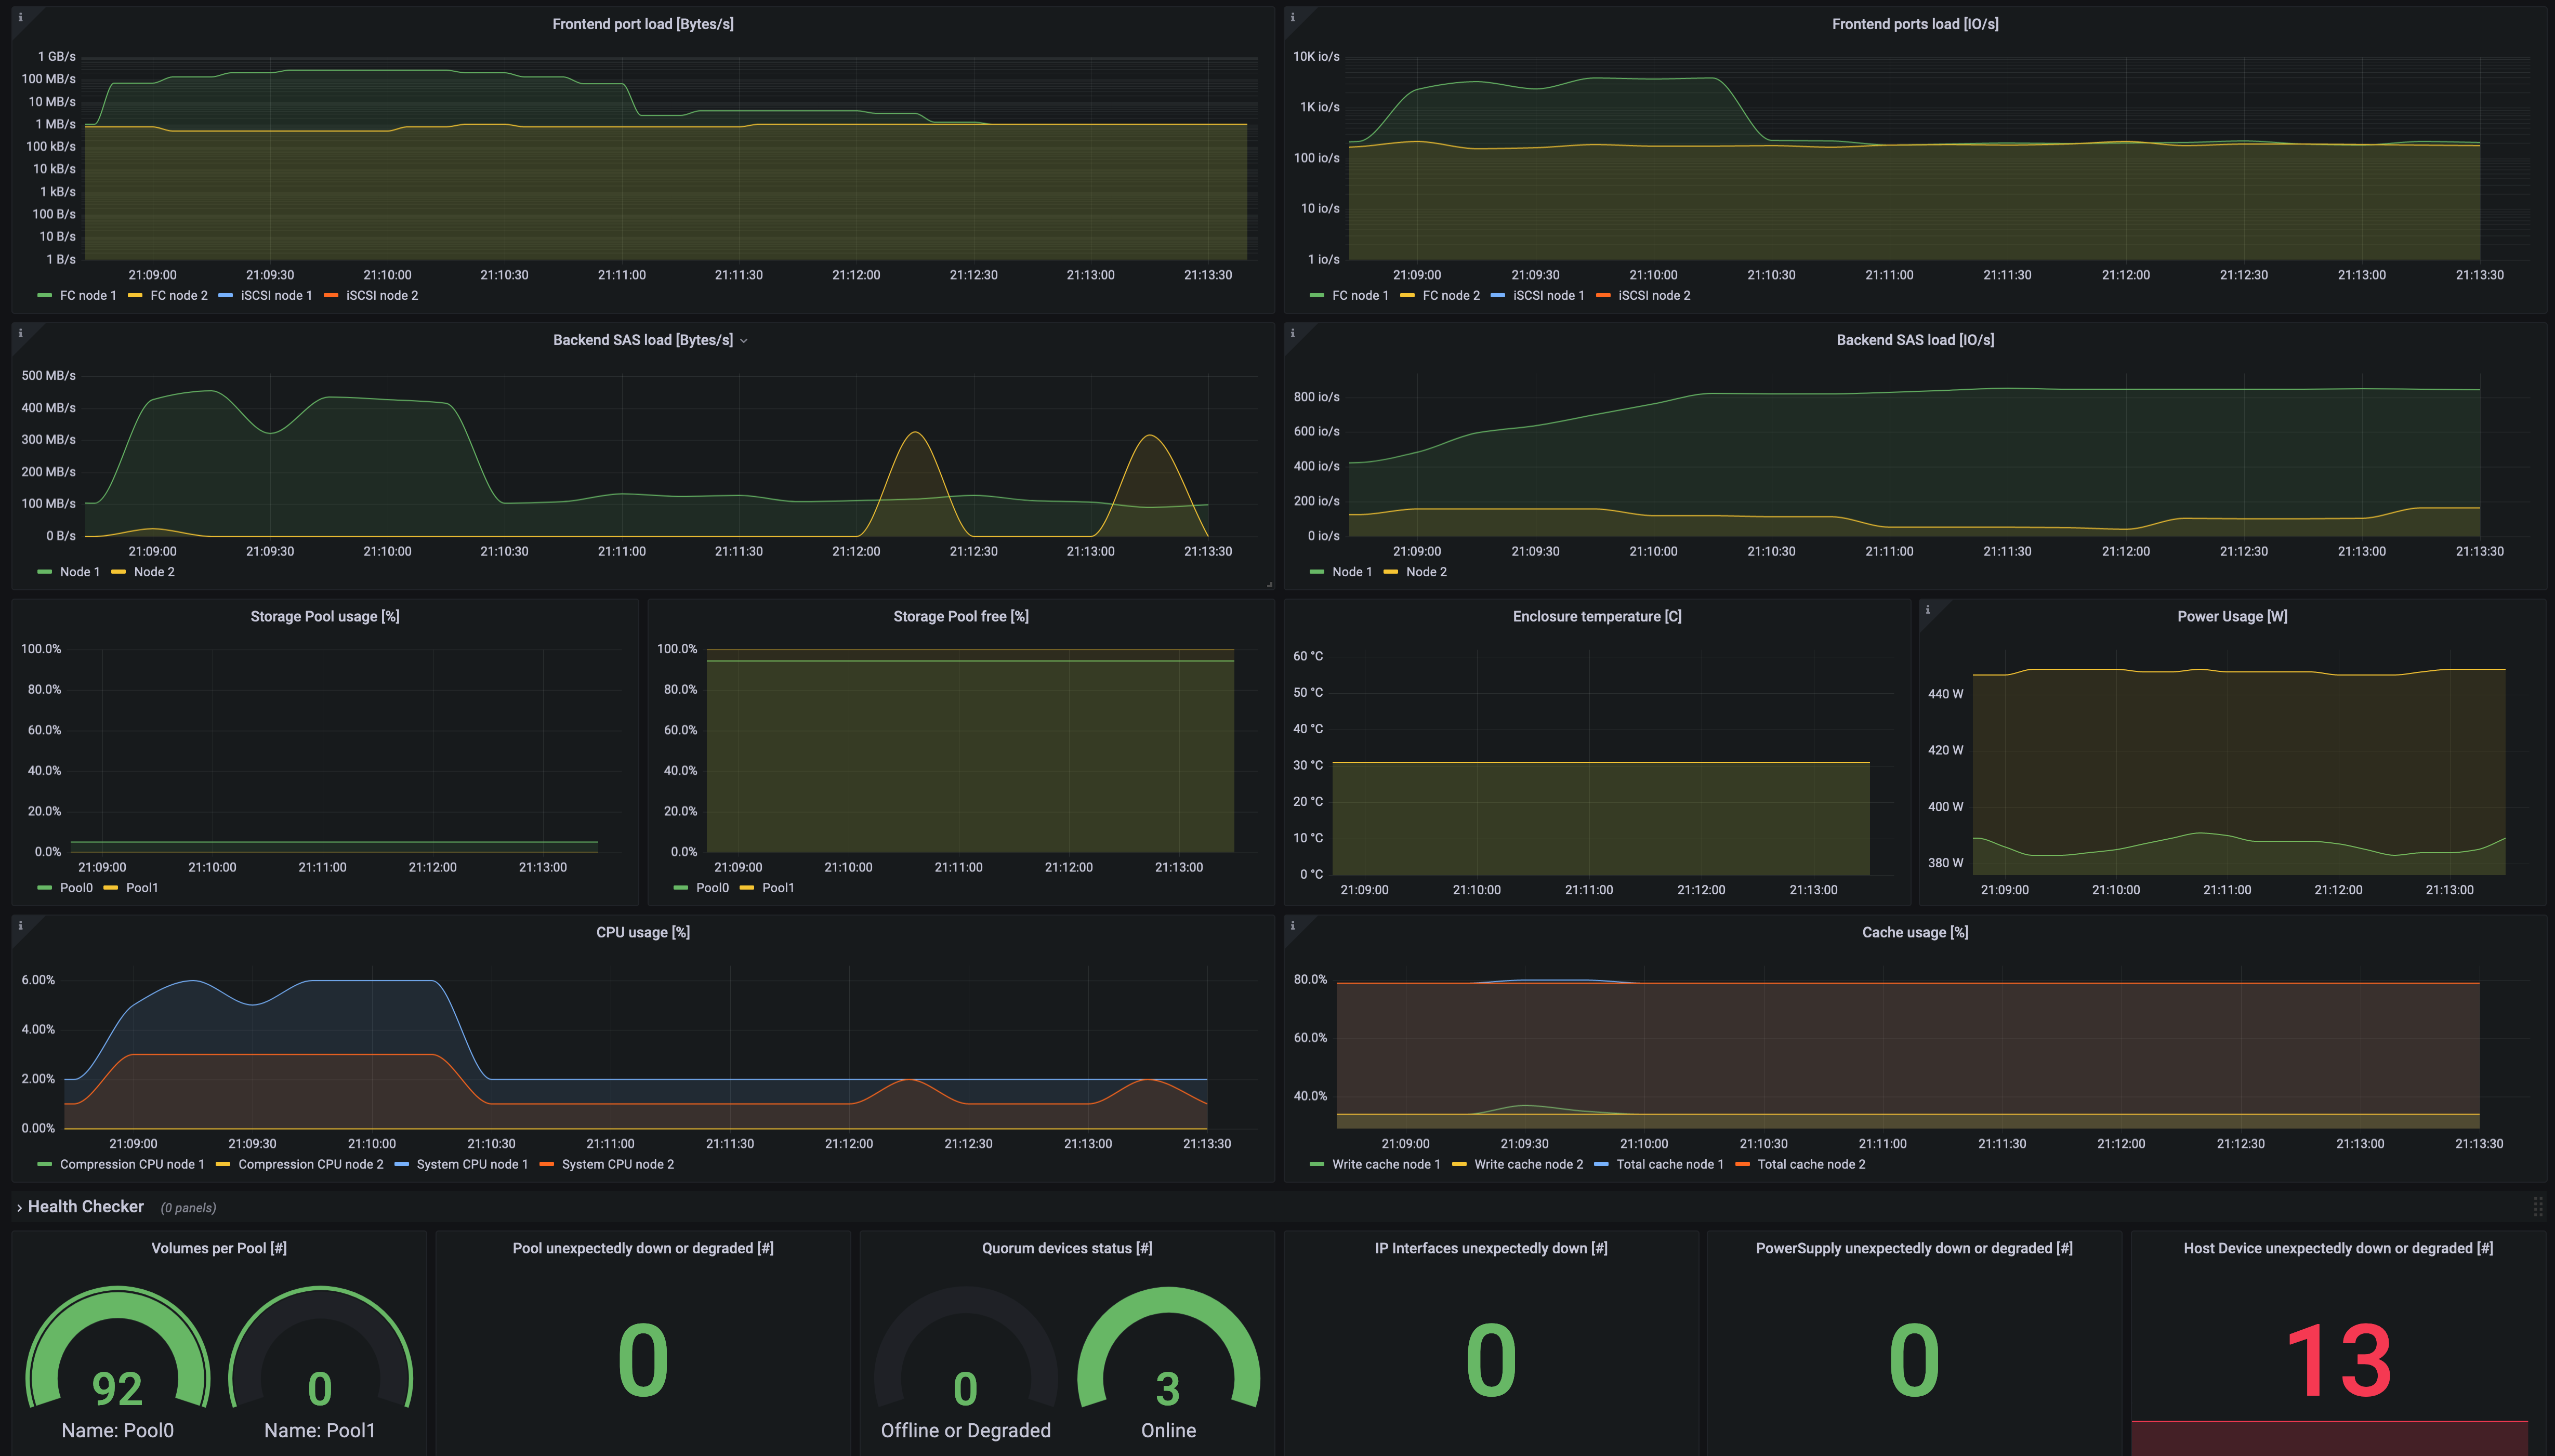 Frontend port load [Bytes/s]
1 GB/s
100 MB/s
10 MB/s
1 MB/s
100 kB/s
10 kB/s
1 kB/s
100 B/s
10 B/s
1 B/s
21:09:00 21:09:30 21:10:00 21:10:30 21:11:00 21:11:30 21:12:00 21:12:30 21:13:00 21:13:30
FC node 1 FC node 2 iSCSI node 1 iSCSI node 2
Frontend ports load [IO/s]
10K io/s
1K io/s
100 io/s
10 io/s
1 io/s
21:09:00 21:09:30 21:10:00 21:10:30 21:11:00 21:11:30 21:12:00 21:12:30 21:13:00 21:13:30
FC node 1 FC node 2 iSCSI node 1 iSCSI node 2
Backend SAS load [Bytes/s]
500 MB/s
400 MB/s
300 MB/s
200 MB/s
100 MB/s
0 B/s
21:09:00 21:09:30 21:10:00 21:10:30 21:11:00 21:11:30 21:12:00 21:12:30 21:13:00 21:13:30
Node 1 Node 2
Backend SAS load [IO/s]
800 io/s
600 io/s
400 io/s
200 io/s
0 io/s
21:09:00 21:09:30 21:10:00 21:10:30 21:11:00 21:11:30 21:12:00 21:12:30 21:13:00 21:13:30
Node 1 Node 2
Storage Pool usage [%]
100.0%
80.0%
60.0%
40.0%
20.0%
0.0%
21:09:00 21:10:00 21:11:00 21:12:00 21:13:00
Pool0 Pool1
Storage Pool free [%]
100.0%
80.0%
60.0%
40.0%
20.0%
0.0%
21:09:00 21:10:00 21:11:00 21:12:00 21:13:00
Pool0 Pool1
Enclosure temperature [C]
60 °C
50 °C
40 °C
30 °C
20 °C
10 °C
0 °C
21:09:00 21:10:00 21:11:00 21:12:00 21:13:00
Power Usage [W]
440 W
420 W
400 W
380 W
21:09:00 21:10:00 21:11:00 21:12:00 21:13:00
CPU usage [%]
6.00%
4.00%
2.00%
0.00%
21:09:00 21:09:30 21:10:00 21:10:30 21:11:00 21:11:30 21:12:00 21:12:30 21:13:00 21:13:30
Compression CPU node 1 Compression CPU node 2 System CPU node 1 System CPU node 2
Cache usage [%]
80.0%
60.0%
40.0%
21:09:00 21:09:30 21:10:00 21:10:30 21:11:00 21:11:30 21:12:00 21:12:30 21:13:00 21:13:30
Write cache node 1 Write cache node 2 Total cache node 1 Total cache node 2
Health Checker (0 panels)
Volumes per Pool [#]
92 0
Name: Pool0 Name: Pool1
Pool unexpectedly down or degraded [#]
0
Quorum devices status [#]
0 3
Offline or Degraded Online
IP Interfaces unexpectedly down [#]
0
PowerSupply unexpectedly down or degraded [#]
0
Host Device unexpectedly down or degraded [#]
13